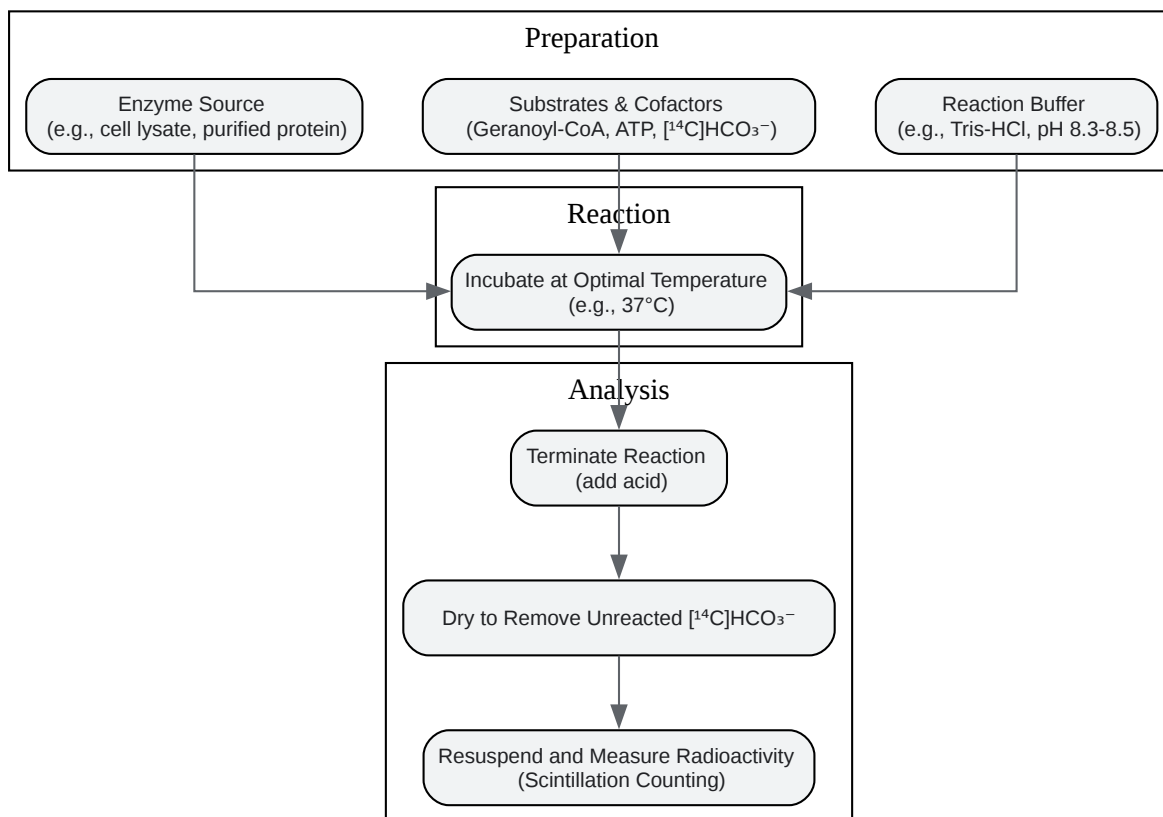 Preparation
Enzyme Source
(e.g., cell lysate, purified protein)
Substrates & Cofactors
(Geranoyl-CoA, ATP, [¹⁴C]HCO₃⁻)
Reaction Buffer
(e.g., Tris-HCl, pH 8.3-8.5)
Reaction
Incubate at Optimal Temperature
(e.g., 37°C)
Analysis
Terminate Reaction
(add acid)
Dry to Remove Unreacted [¹⁴C]HCO₃⁻
Resuspend and Measure Radioactivity
(Scintillation Counting)